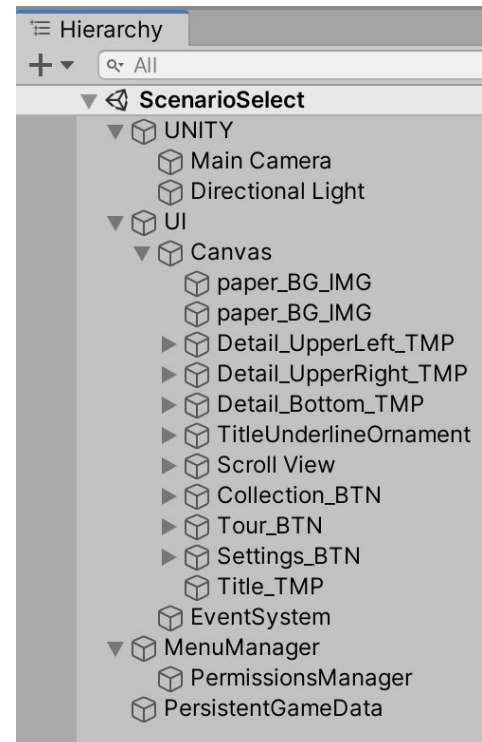 Hierarchy
All
ScenarioSelect
UNITY
Main Camera
Directional Light
UI
Canvas
paper_BG_IMG
paper_BG_IMG
Detail_UpperLeft_TMP
Detail_UpperRight_TMP
Detail_Bottom_TMP
TitleUnderlineOrnament
Scroll View
Collection_BTN
Tour_BTN
Settings_BTN
Title_TMP
EventSystem
MenuManager
PermissionsManager
PersistentGameData